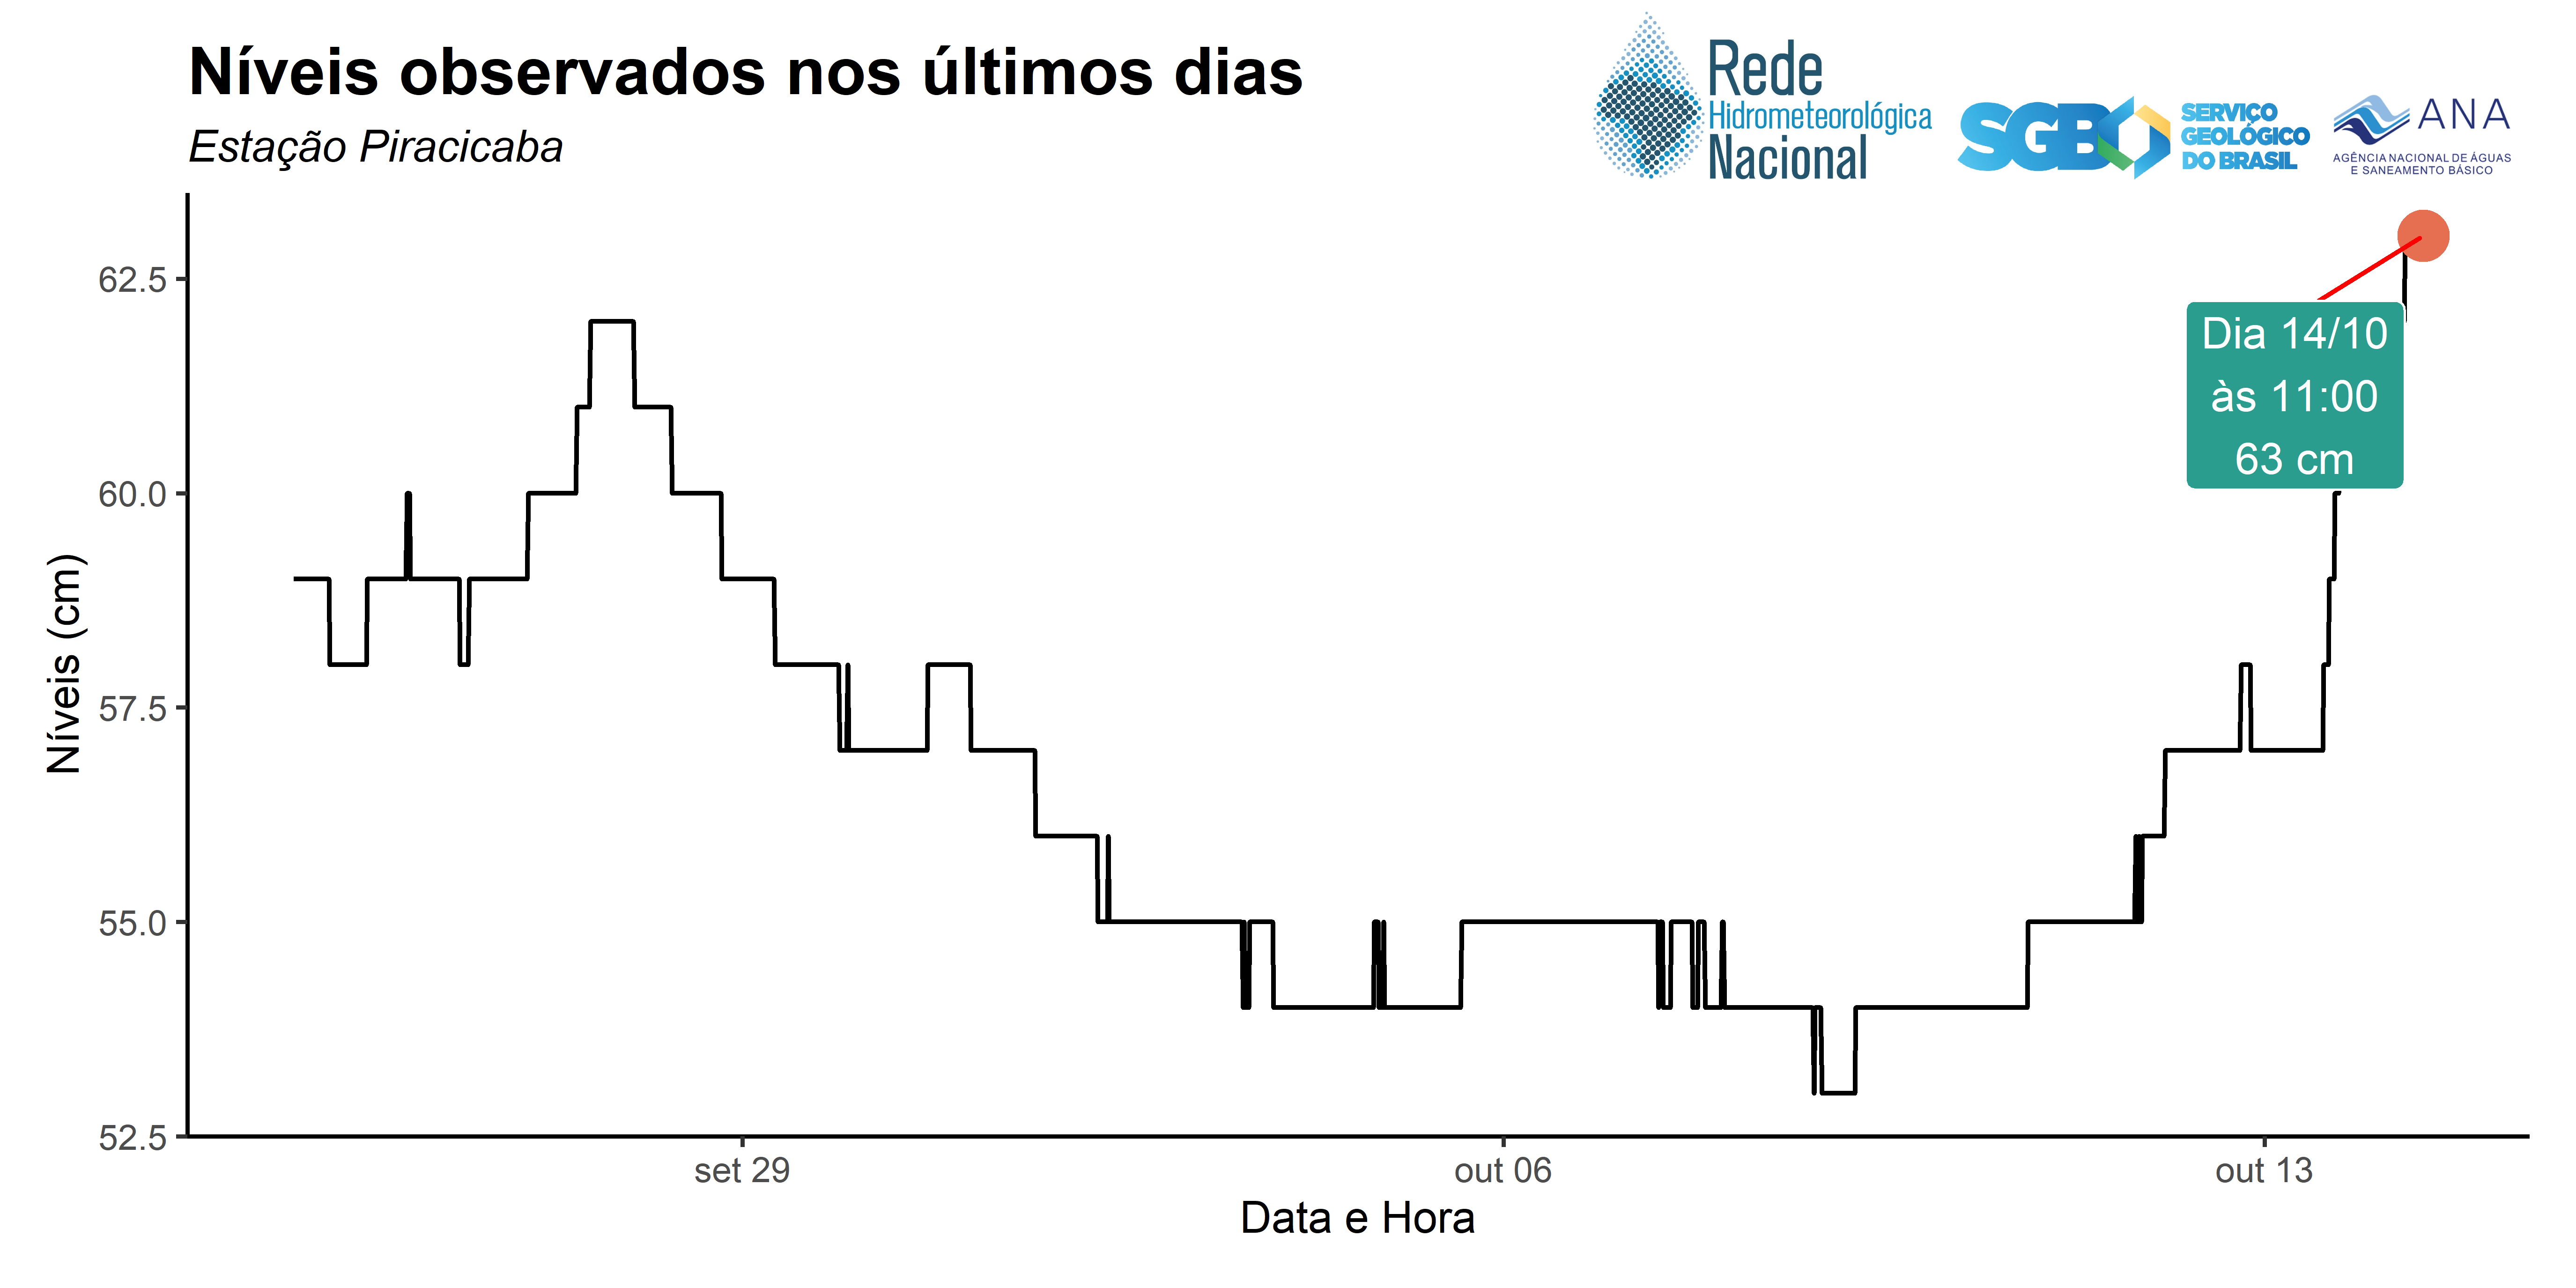 Níveis observados nos últimos dias
Estação Piracicaba
Rede
Hidrometeorológica
Nacional
SGB
SERVIÇO
GEOLÓGICO
DO BRASIL
ANA
AGÊNCIA NACIONAL DE ÁGUAS
E SANEAMENTO BÁSICO
62.5
60.0
57.5
55.0
52.5
Níveis (cm)
Dia 14/10
às 11:00
63 cm
set 29
out 06
out 13
Data e Hora